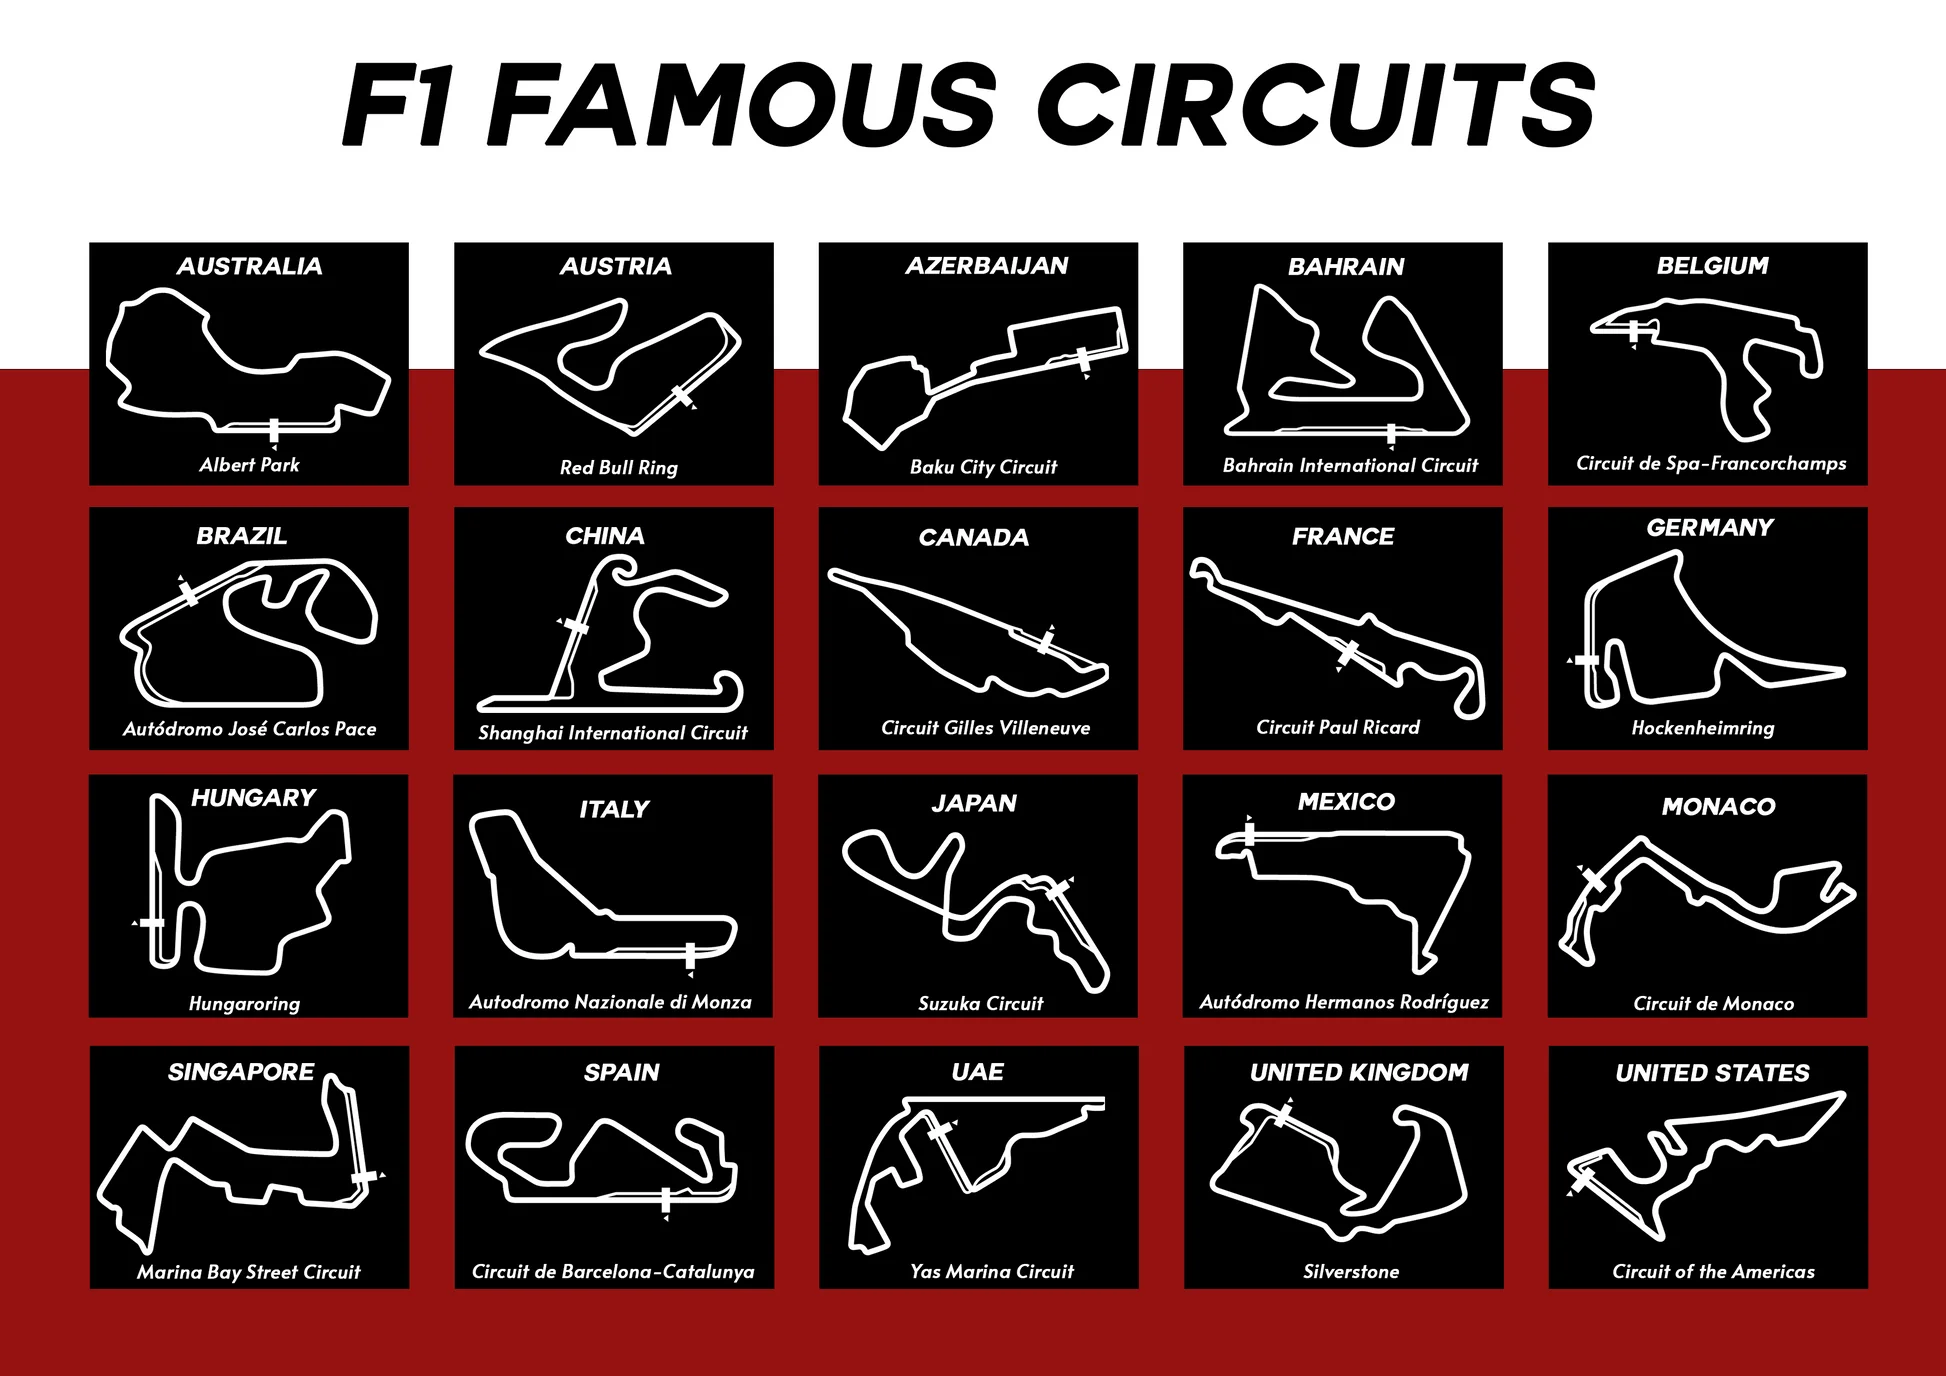 F1 FAMOUS CIRCUITS
AUSTRALIA
Albert Park
AUSTRIA
Red Bull Ring
AZERBAIJAN
Baku City Circuit
BAHRAIN
Bahrain International Circuit
BELGIUM
Circuit de Spa-Francorchamps
BRAZIL
Autódromo José Carlos Pace
CHINA
Shanghai International Circuit
CANADA
Circuit Gilles Villeneuve
FRANCE
Circuit Paul Ricard
GERMANY
Hockenheimring
HUNGARY
Hungaroring
ITALY
Autodromo Nazionale di Monza
JAPAN
Suzuka Circuit
MEXICO
Autódromo Hermanos Rodríguez
MONACO
Circuit de Monaco
SINGAPORE
Marina Bay Street Circuit
SPAIN
Circuit de Barcelona-Catalunya
UAE
Yas Marina Circuit
UNITED KINGDOM
Silverstone
UNITED STATES
Circuit of the Americas